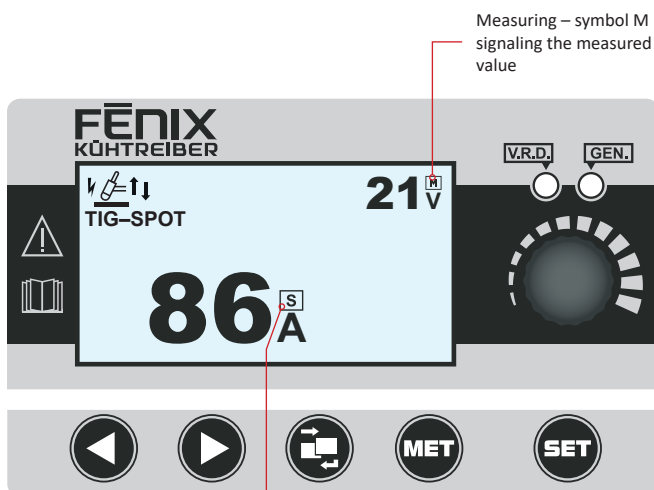 Measuring – symbol M
signaling the measured
value
FĒNIX
KÜHTREIBER
V.R.D.
GEN.
TIG–SPOT
21 M
V
86 S
A
MET
SET